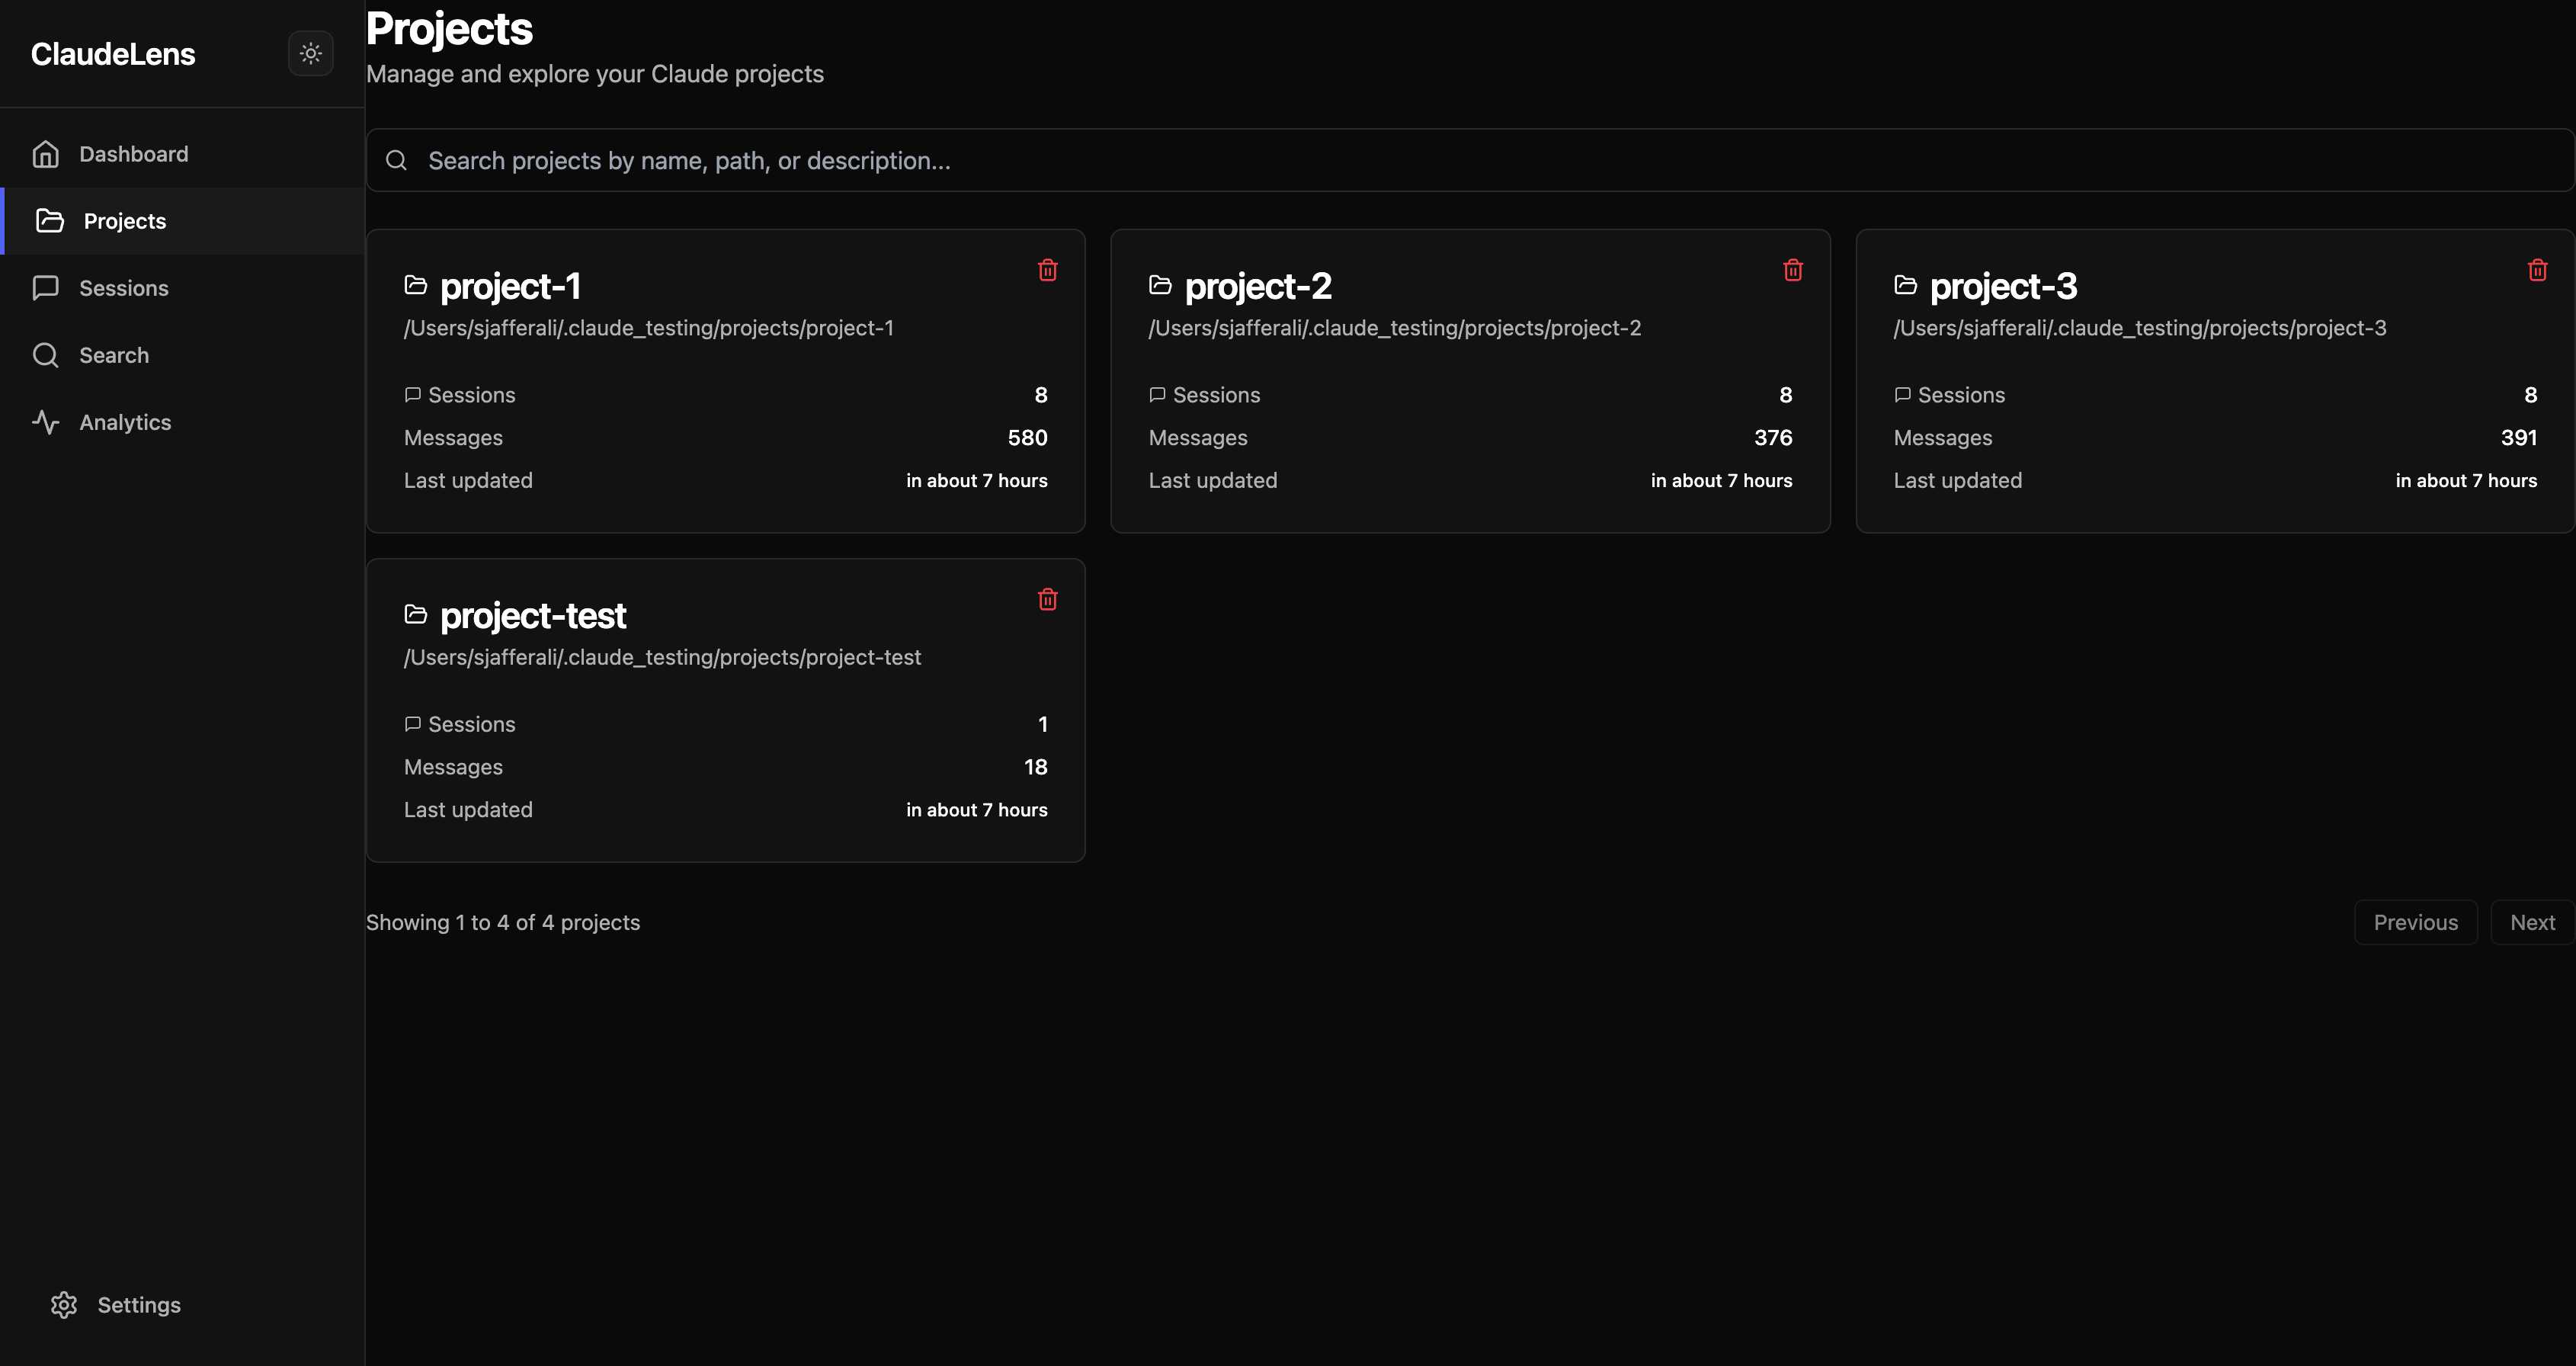 ClaudeLens
Dashboard
Projects
Sessions
Search
Analytics
Settings
Projects
Manage and explore your Claude projects
Search projects by name, path, or description...
project-1
/Users/sjafferali/.claude_testing/projects/project-1
Sessions 8
Messages 580
Last updated in about 7 hours
project-2
/Users/sjafferali/.claude_testing/projects/project-2
Sessions 8
Messages 376
Last updated in about 7 hours
project-3
/Users/sjafferali/.claude_testing/projects/project-3
Sessions 8
Messages 391
Last updated in about 7 hours
project-test
/Users/sjafferali/.claude_testing/projects/project-test
Sessions 1
Messages 18
Last updated in about 7 hours
Showing 1 to 4 of 4 projects
Previous Next